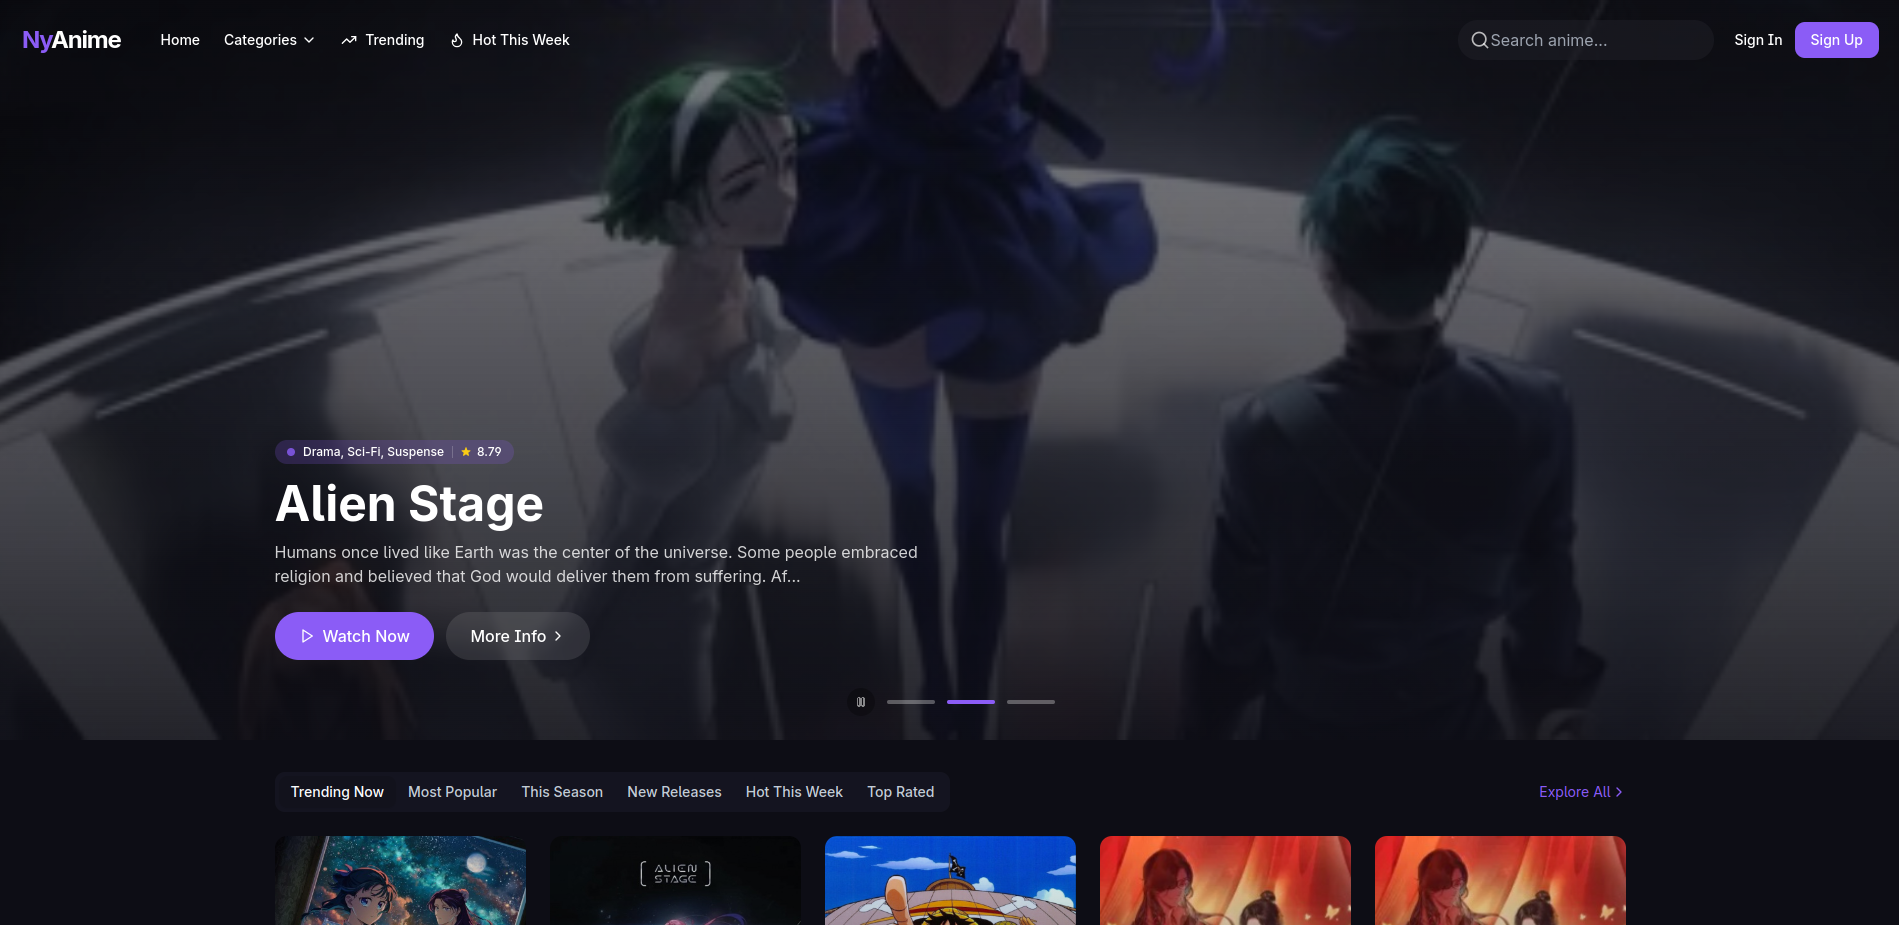 NyAnime
Home
Categories
Trending
Hot This Week
Search anime...
Sign In
Sign Up
Drama, Sci-Fi, Suspense
8.79
Alien Stage
Humans once lived like Earth was the center of the universe. Some people embraced
religion and believed that God would deliver them from suffering. Af...
Watch Now
More Info
Trending Now
Most Popular
This Season
New Releases
Hot This Week
Top Rated
Explore All
ALIEN
STAGE